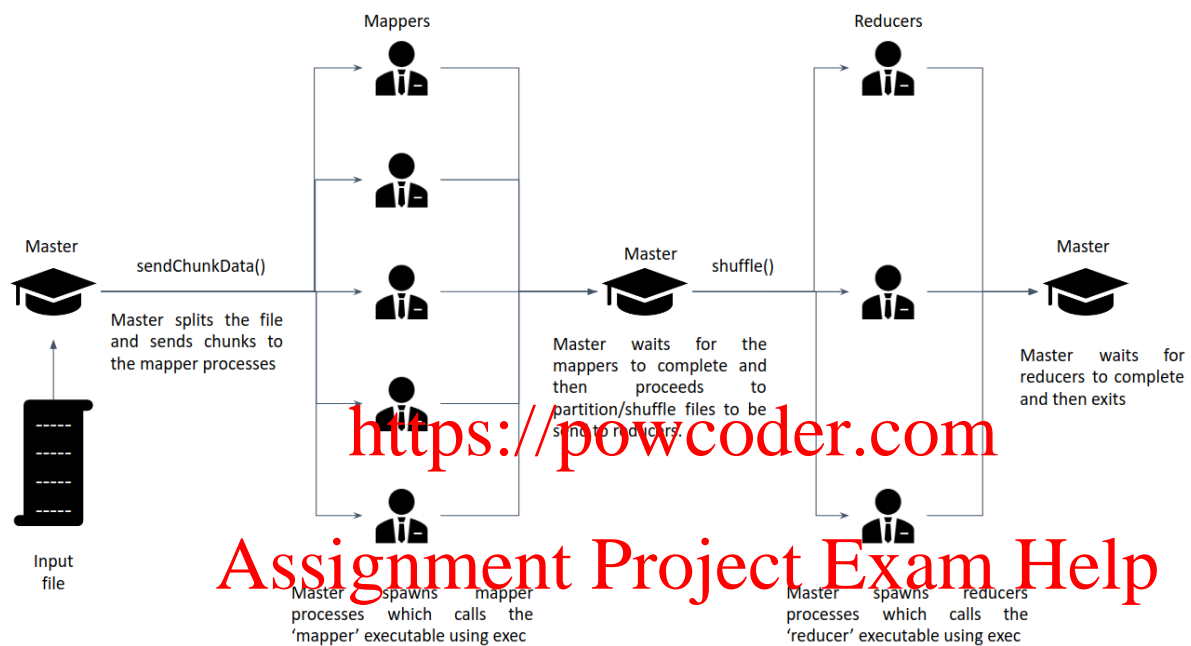 Mappers
Reducers
Master
sendChunkData()
Master splits the file
and sends chunks to
the mapper processes
Input
file
Master
shuffle()
Master waits for the
mappers to complete and
then proceeds to
partition/shuffle files to be
send to reducers.
Master
Master waits for
reducers to complete
and then exits
https://powcoder.com
Assignment Project Exam Help
Master spawns mapper
processes which calls the
‘mapper’ executable using exec
Master spawns reducers
processes which calls the
‘reducer’ executable using exec